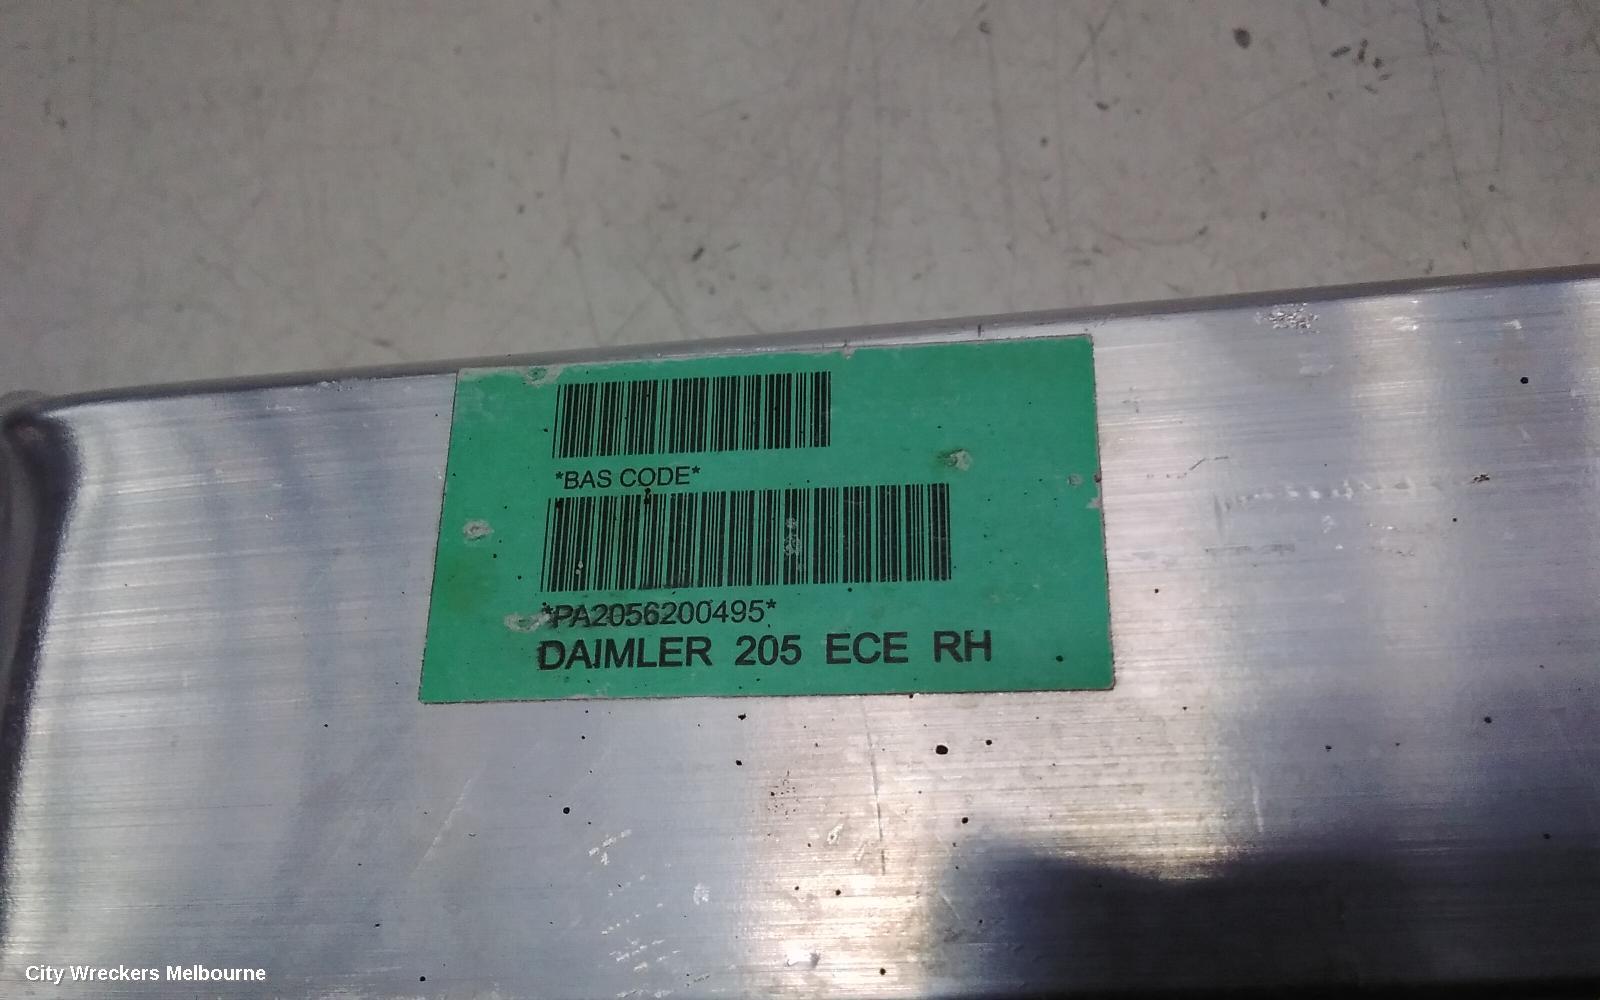 *BAS CODE*
*PA2056200495*
DAIMLER 205 ECE RH
City Wreckers Melbourne